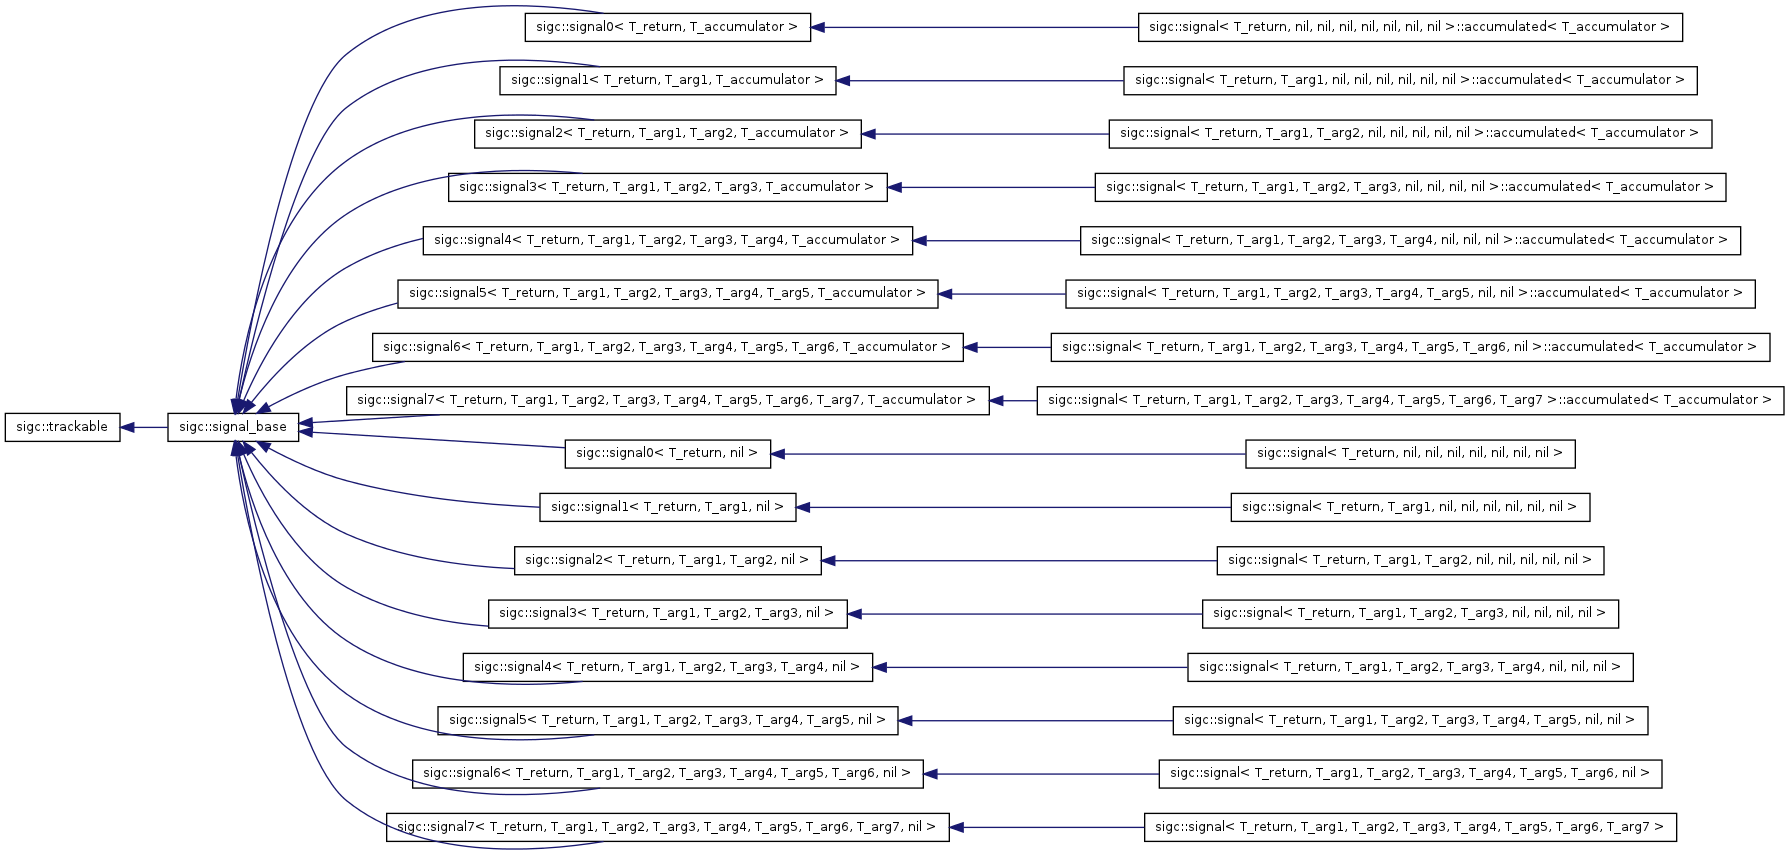 sigc::signal0< T_return, T_accumulator >
sigc::signal< T_return, nil, nil, nil, nil, nil, nil, nil >::accumulated< T_accumulator >
sigc::signal1< T_return, T_arg1, T_accumulator >
sigc::signal< T_return, T_arg1, nil, nil, nil, nil, nil, nil >::accumulated< T_accumulator >
sigc::signal2< T_return, T_arg1, T_arg2, T_accumulator >
sigc::signal< T_return, T_arg1, T_arg2, nil, nil, nil, nil, nil >::accumulated< T_accumulator >
sigc::signal3< T_return, T_arg1, T_arg2, T_arg3, T_accumulator >
sigc::signal< T_return, T_arg1, T_arg2, T_arg3, nil, nil, nil, nil >::accumulated< T_accumulator >
sigc::signal4< T_return, T_arg1, T_arg2, T_arg3, T_arg4, T_accumulator >
sigc::signal< T_return, T_arg1, T_arg2, T_arg3, T_arg4, nil, nil, nil >::accumulated< T_accumulator >
sigc::signal5< T_return, T_arg1, T_arg2, T_arg3, T_arg4, T_arg5, T_accumulator >
sigc::signal< T_return, T_arg1, T_arg2, T_arg3, T_arg4, T_arg5, nil, nil >::accumulated< T_accumulator >
sigc::signal6< T_return, T_arg1, T_arg2, T_arg3, T_arg4, T_arg5, T_arg6, T_accumulator >
sigc::signal< T_return, T_arg1, T_arg2, T_arg3, T_arg4, T_arg5, T_arg6, nil >::accumulated< T_accumulator >
sigc::signal7< T_return, T_arg1, T_arg2, T_arg3, T_arg4, T_arg5, T_arg6, T_arg7, T_accumulator >
sigc::signal< T_return, T_arg1, T_arg2, T_arg3, T_arg4, T_arg5, T_arg6, T_arg7 >::accumulated< T_accumulator >
sigc::trackable
sigc::signal_base
sigc::signal0< T_return, nil >
sigc::signal< T_return, nil, nil, nil, nil, nil, nil, nil >
sigc::signal1< T_return, T_arg1, nil >
sigc::signal< T_return, T_arg1, nil, nil, nil, nil, nil, nil >
sigc::signal2< T_return, T_arg1, T_arg2, nil >
sigc::signal< T_return, T_arg1, T_arg2, nil, nil, nil, nil, nil >
sigc::signal3< T_return, T_arg1, T_arg2, T_arg3, nil >
sigc::signal< T_return, T_arg1, T_arg2, T_arg3, nil, nil, nil, nil >
sigc::signal4< T_return, T_arg1, T_arg2, T_arg3, T_arg4, nil >
sigc::signal< T_return, T_arg1, T_arg2, T_arg3, T_arg4, nil, nil, nil >
sigc::signal5< T_return, T_arg1, T_arg2, T_arg3, T_arg4, T_arg5, nil >
sigc::signal< T_return, T_arg1, T_arg2, T_arg3, T_arg4, T_arg5, nil, nil >
sigc::signal6< T_return, T_arg1, T_arg2, T_arg3, T_arg4, T_arg5, T_arg6, nil >
sigc::signal< T_return, T_arg1, T_arg2, T_arg3, T_arg4, T_arg5, T_arg6, nil >
sigc::signal7< T_return, T_arg1, T_arg2, T_arg3, T_arg4, T_arg5, T_arg6, T_arg7, nil >
sigc::signal< T_return, T_arg1, T_arg2, T_arg3, T_arg4, T_arg5, T_arg6, T_arg7 >